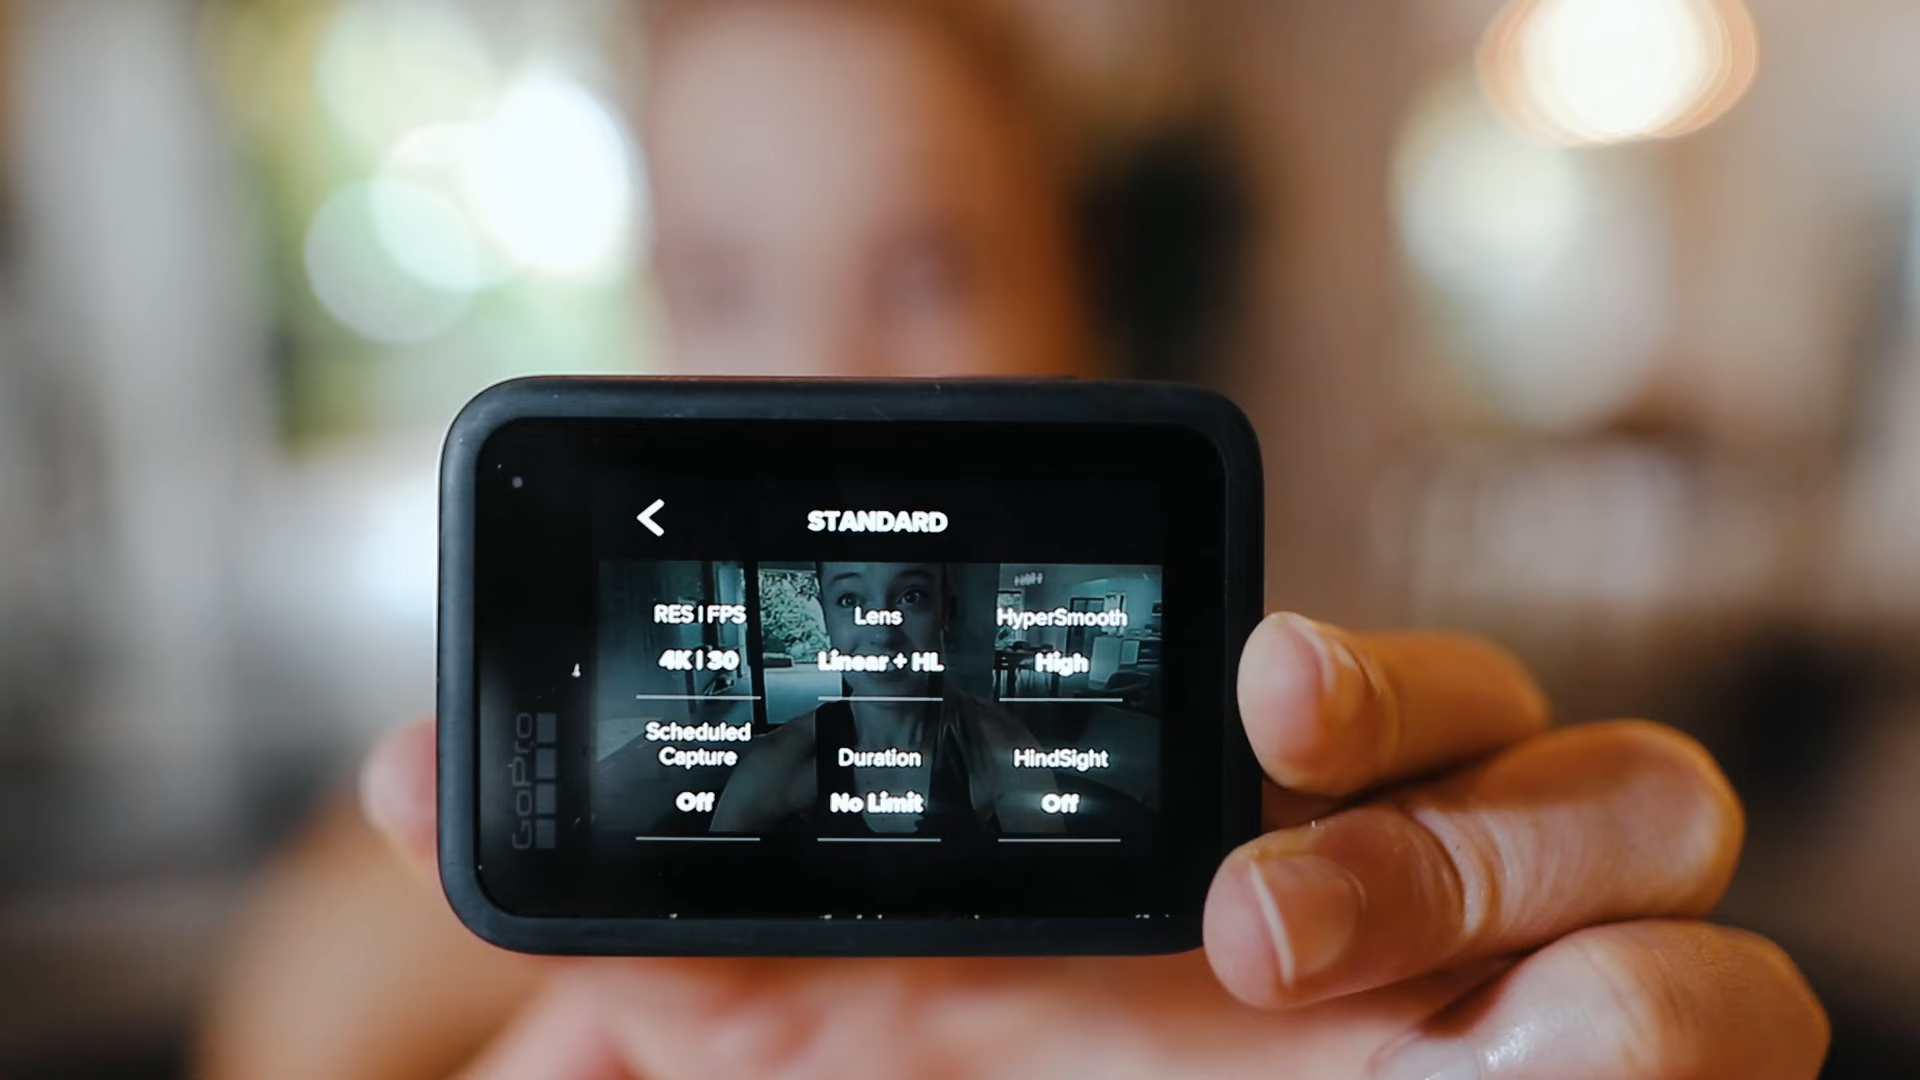 STANDARD
RES | FPS
4K | 30
Lens
Linear + HL
HyperSmooth
High
Scheduled
Capture
Off
Duration
No Limit
HindSight
Off
GoPro